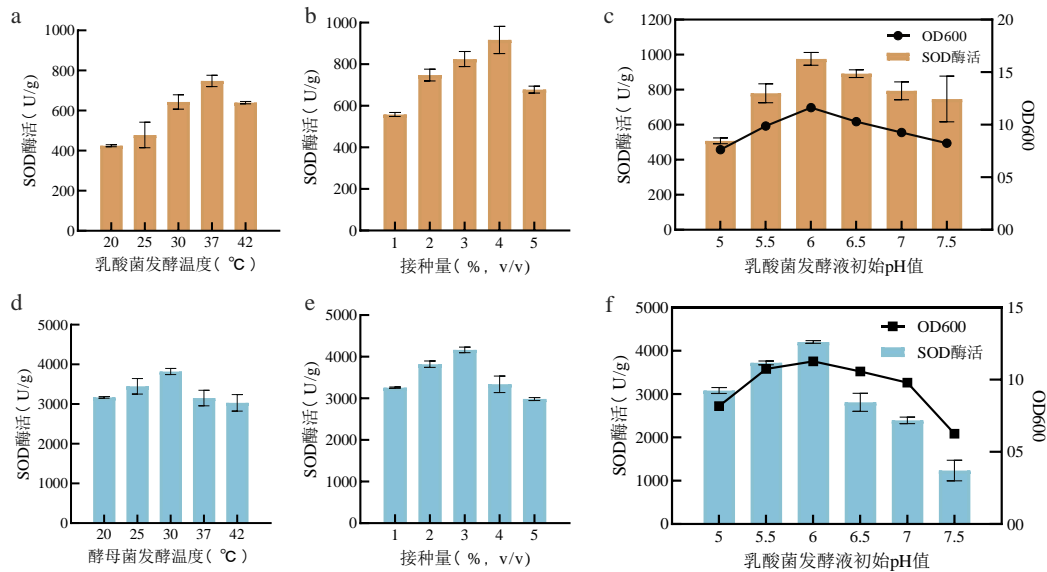 a
SOD酶活（U/g）
1000
800
600
400
200
0
20 25 30 37 42
乳酸菌发酵温度（℃）
b
SOD酶活（U/g）
1000
800
600
400
200
0
1 2 3 4 5
接种量（%，v/v）
c
SOD酶活（U/g）
1200
1000
800
600
400
200
0
OD600
SOD酶活
20
15
10
05
00
OD600
5 5.5 6 6.5 7 7.5
乳酸菌发酵液初始pH值
d
SOD酶活（U/g）
5000
4000
3000
2000
1000
0
20 25 30 37 42
酵母菌发酵温度（℃）
e
SOD酶活（U/g）
5000
4000
3000
2000
1000
0
1 2 3 4 5
接种量（%，v/v）
f
SOD酶活（U/g）
5000
4000
3000
2000
1000
0
OD600
SOD酶活
15
10
05
00
OD600
5 5.5 6 6.5 7 7.5
乳酸菌发酵液初始pH值